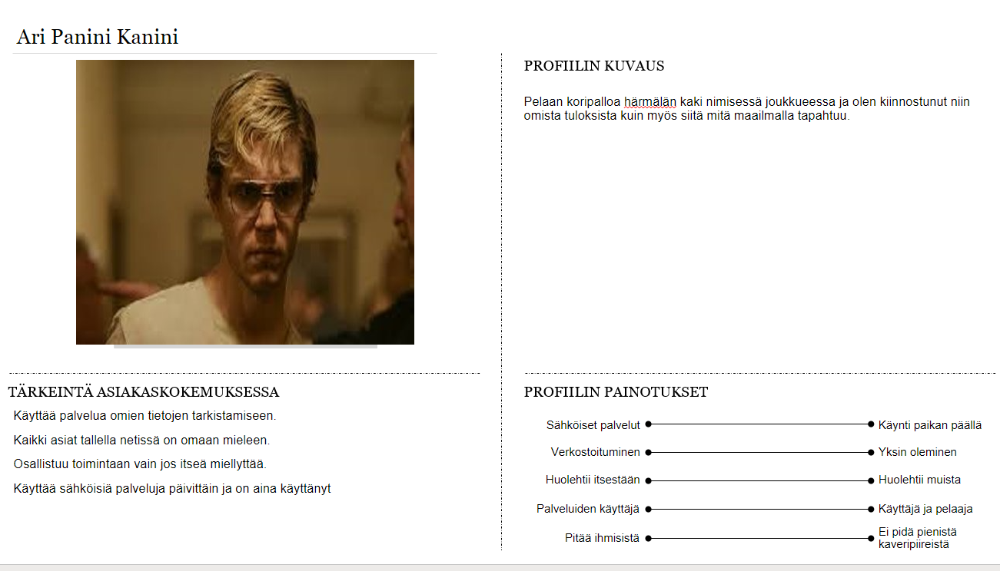 Ari Panini Kanini
PROFIILIN KUVAUS
Pelaan koripalloa härmälän kaki nimisessä joukkueessa ja olen kiinnostunut niin
omista tuloksista kuin myös siitä mitä maailmalla tapahtuu.
TÄRKEINTÄ ASIAKASKOKEMUKSESSA
Käyttää palvelua omien tietojen tarkistamiseen.
Kaikki asiat tallella netissä on omaan mieleen.
Osallistuu toimintaan vain jos itseä miellyttää.
Käyttää sähköisiä palveluja päivittäin ja on aina käyttänyt
PROFIILIN PAINOTUKSET
Sähköiset palvelut Käynti paikan päällä
Verkostoituminen Yksin oleminen
Huolehtii itsestään Huolehtii muista
Palveluiden käyttäjä Käyttäjä ja pelaaja
Pitää ihmisistä Ei pidä pienistä
kaveripiireistä